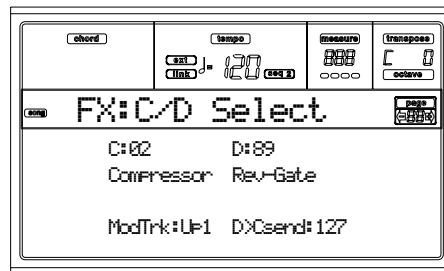 chord tempo measure transpose
ext link ♩= 120 seq 2 888 C 0
octave
song FX:C/D Select page 88
C:02 D:89
Compressor Rev-Gate
ModTrk:Up1 D>Csend:127